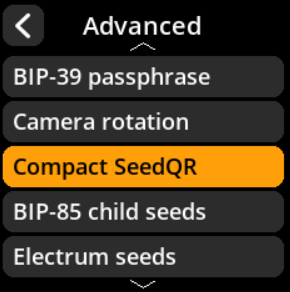 Advanced
BIP-39 passphrase
Camera rotation
Compact SeedQR
BIP-85 child seeds
Electrum seeds